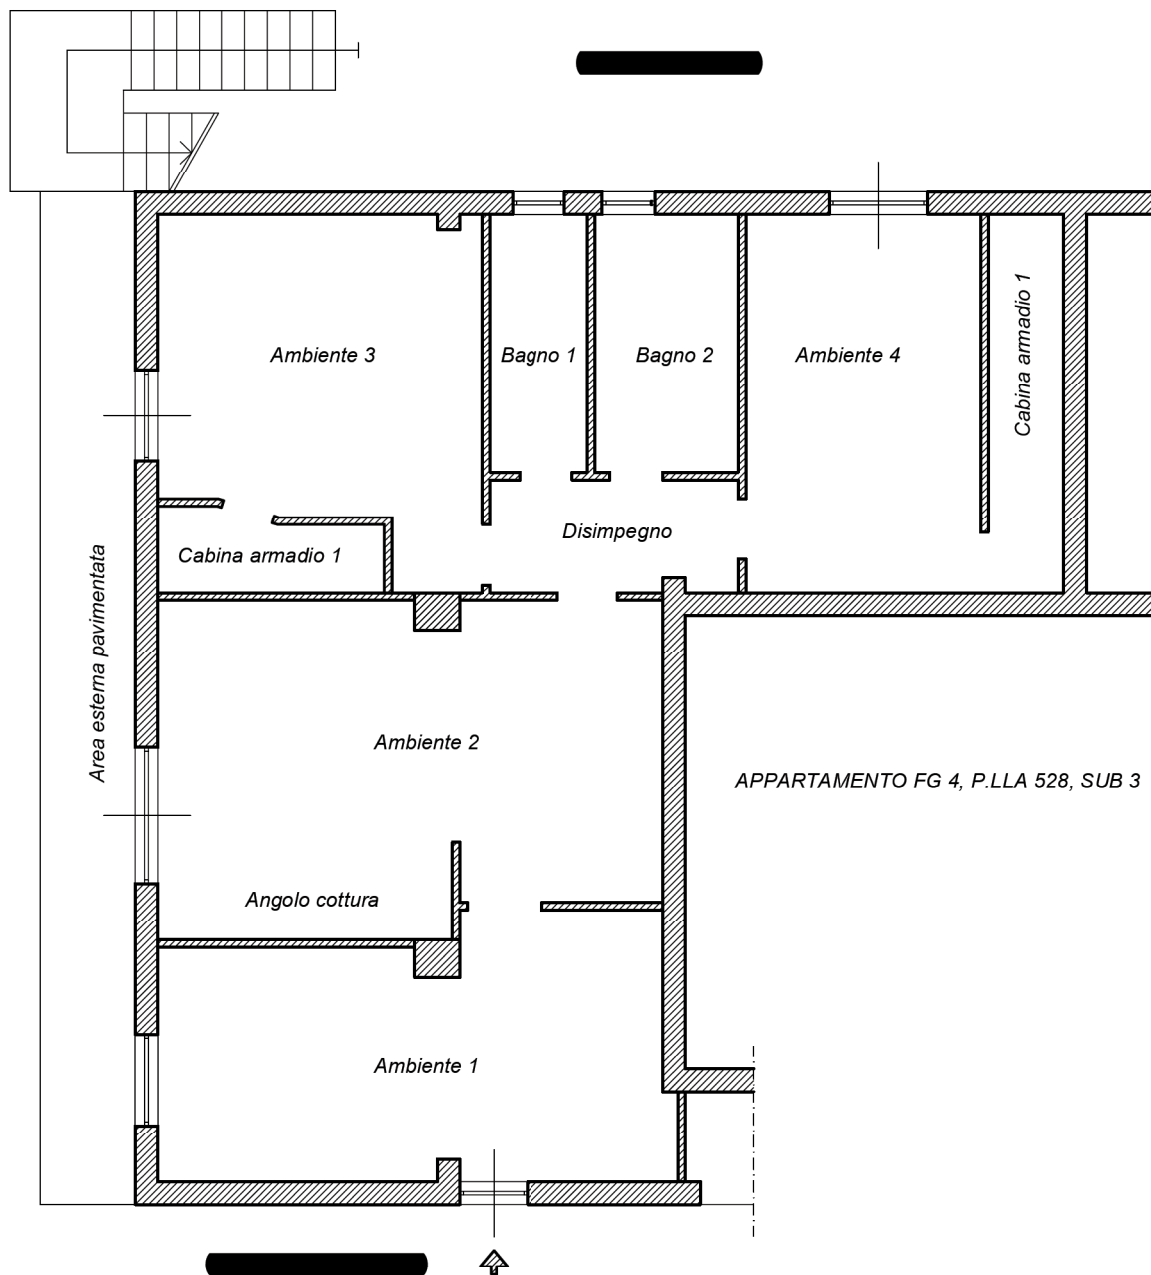 Ambiente 3
Bagno 1
Bagno 2
Ambiente 4
Cabina armadio 1
Disimpegno
Cabina armadio 1
Area esterna pavimentata
Ambiente 2
APPARTAMENTO FG 4, P.LLA 528, SUB 3
Angolo cottura
Ambiente 1